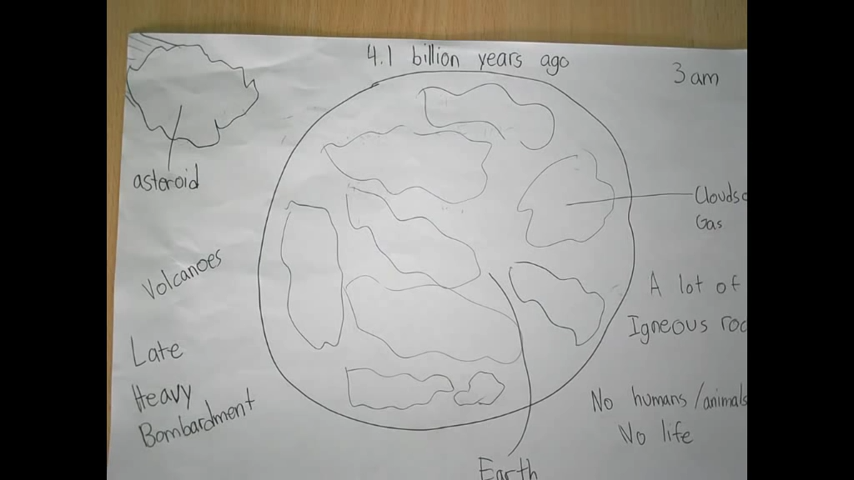 4.1 billion years ago
3 am
asteroid
Clouds
Gas
Volcanoes
A lot of
Igneous
Late
Heavy
Bombardment
No humans/animals
No life
Earth